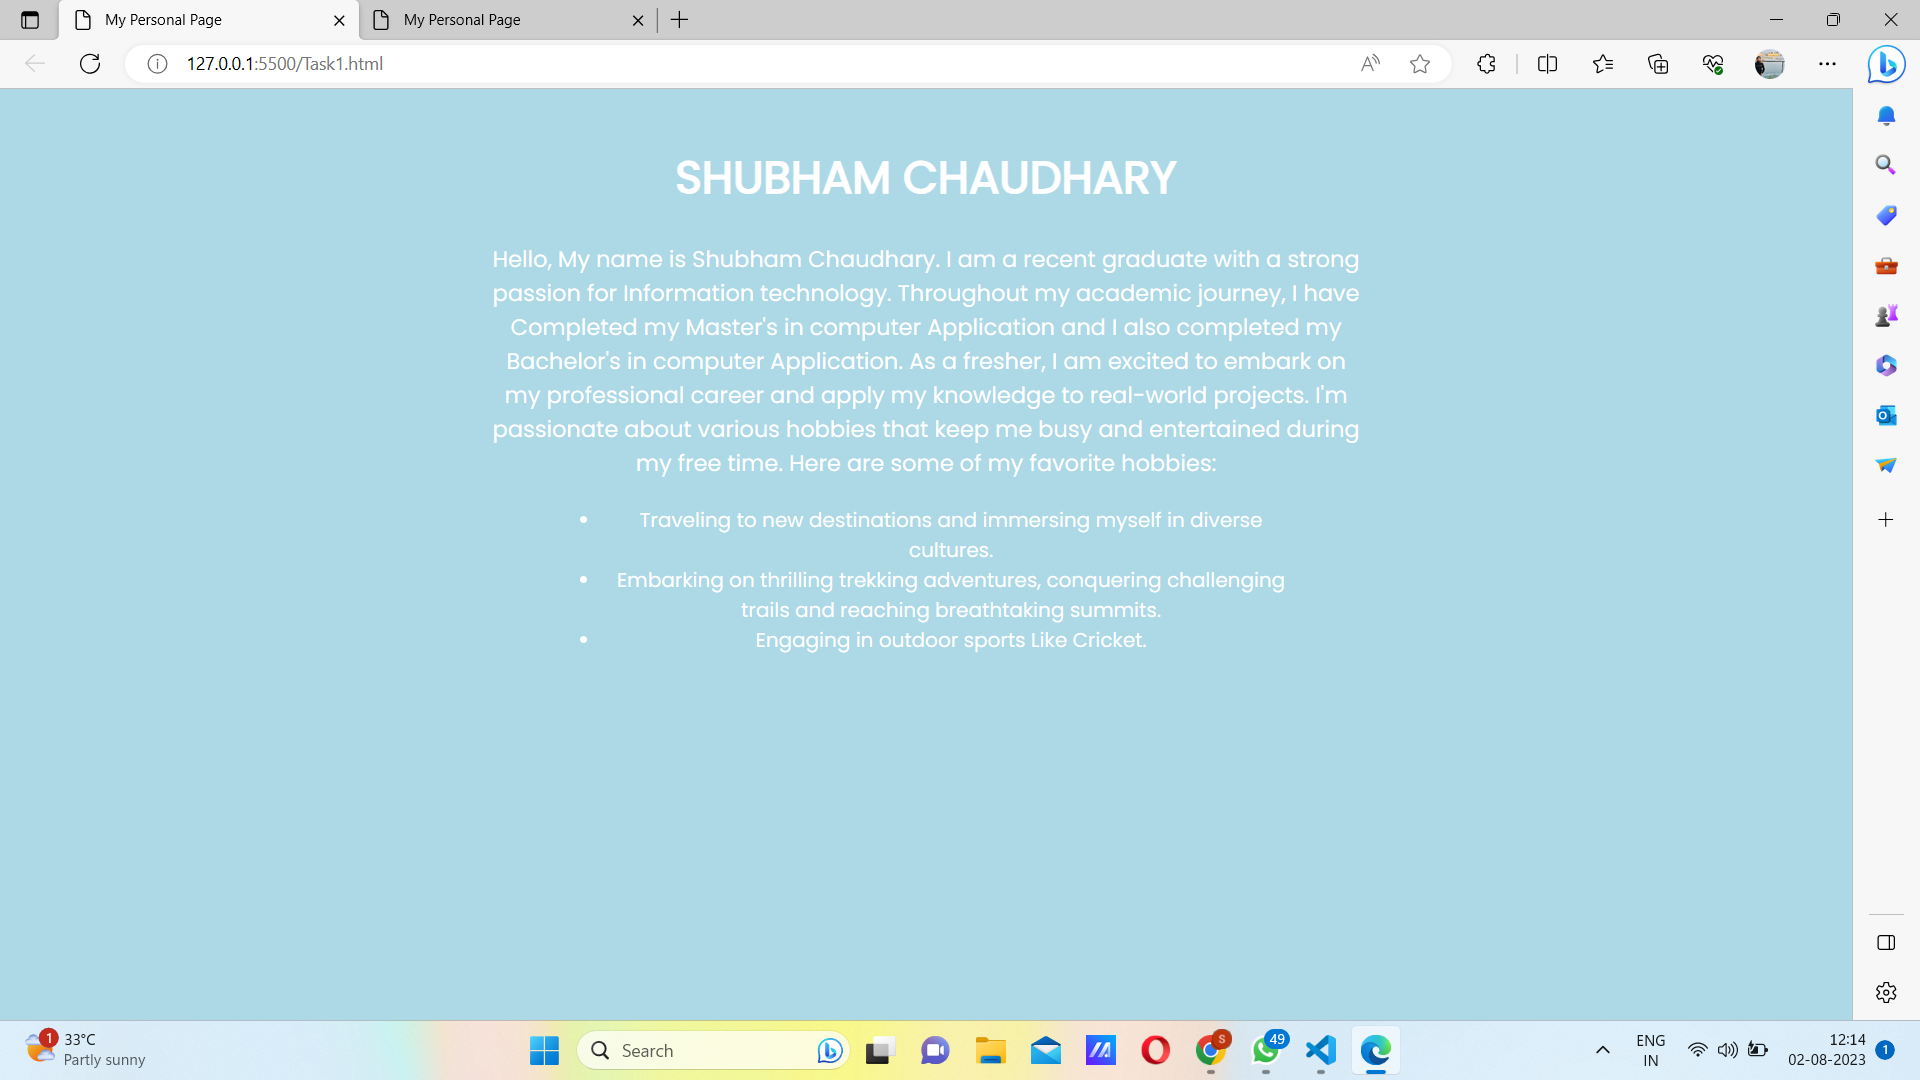 My Personal Page
My Personal Page
127.0.0.1:5500/Task1.html
SHUBHAM CHAUDHARY
Hello, My name is Shubham Chaudhary. I am a recent graduate with a strong
passion for Information technology. Throughout my academic journey, I have
Completed my Master's in computer Application and I also completed my
Bachelor's in computer Application. As a fresher, I am excited to embark on
my professional career and apply my knowledge to real-world projects. I'm
passionate about various hobbies that keep me busy and entertained during
my free time. Here are some of my favorite hobbies:
• Traveling to new destinations and immersing myself in diverse
cultures.
• Embarking on thrilling trekking adventures, conquering challenging
trails and reaching breathtaking summits.
• Engaging in outdoor sports Like Cricket.
1
33°C
Partly sunny
Search
S
49
ENG
IN
12:14
02-08-2023
1